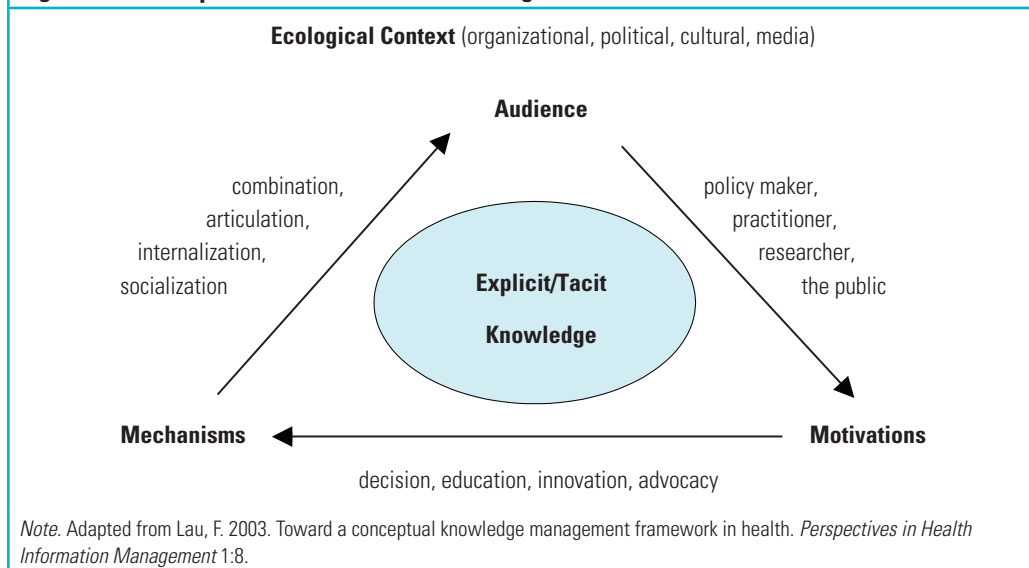 Ecological Context (organizational, political, cultural, media)
Audience
combination,
articulation,
internalization,
socialization
policy maker,
practitioner,
researcher,
the public
Explicit/Tacit
Knowledge
Mechanisms
Motivations
decision, education, innovation, advocacy
Note. Adapted from Lau, F. 2003. Toward a conceptual knowledge management framework in health. Perspectives in Health
Information Management 1:8.